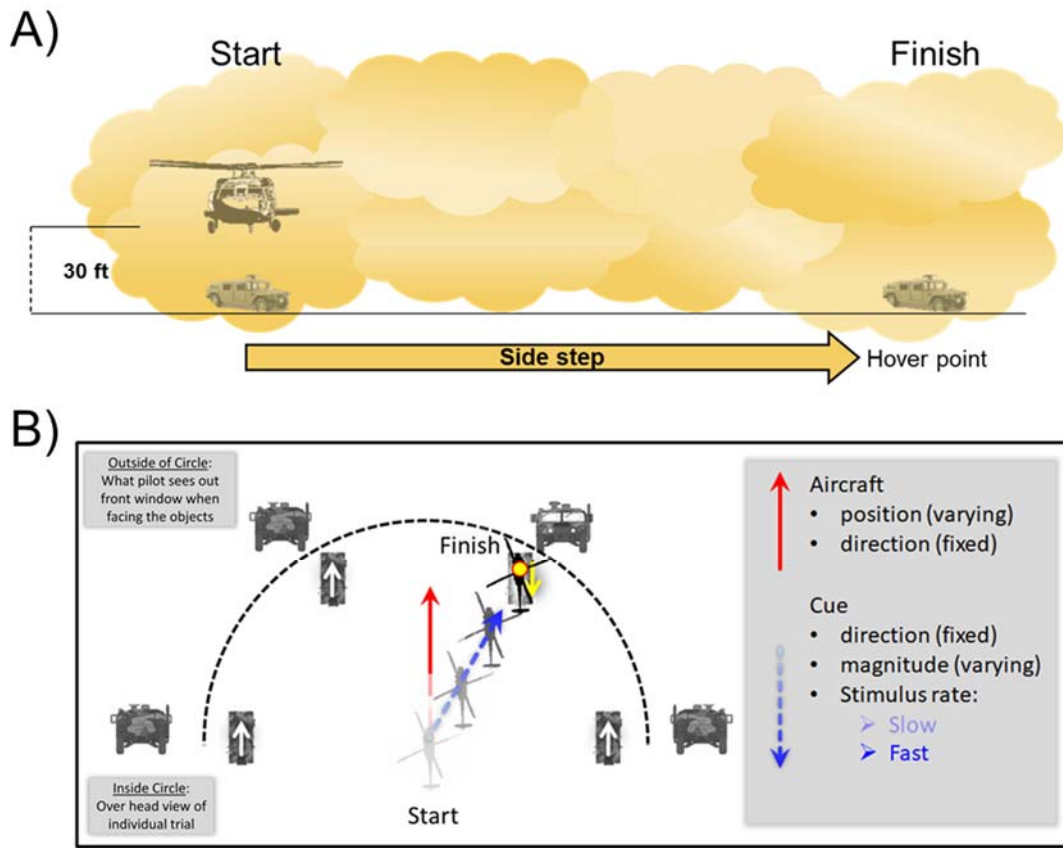 A)
Start
Finish
30 ft
Side step
Hover point
B)
Outside of Circle:
What pilot sees out
front window when
facing the objects
Finish
Start
Inside Circle:
Over head view of
individual trial
Aircraft
• position (varying)
• direction (fixed)
Cue
• direction (fixed)
• magnitude (varying)
• Stimulus rate:
➢ Slow
➢ Fast